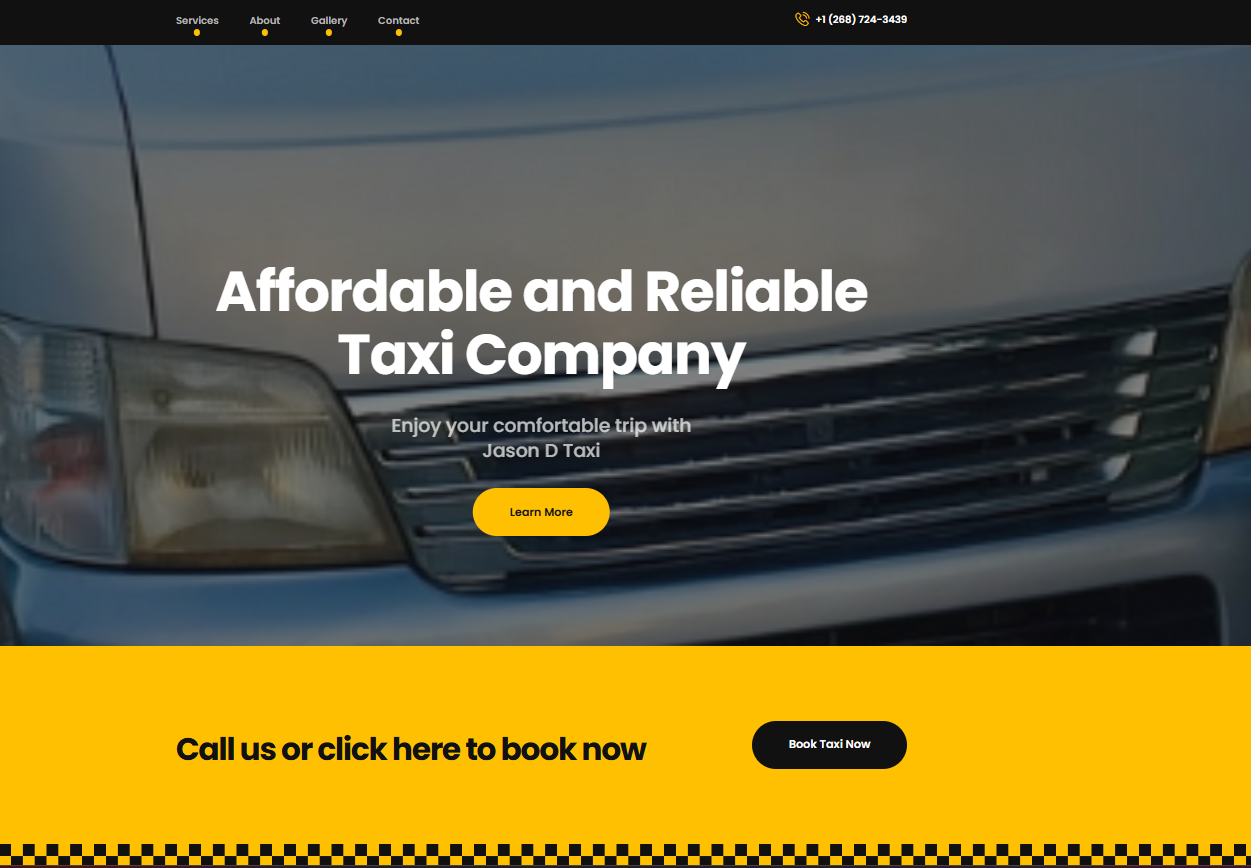 Services About Gallery Contact +1 (268) 724-3439
Affordable and Reliable
Taxi Company
Enjoy your comfortable trip with
Jason D Taxi
Learn More
Call us or click here to book now
Book Taxi Now